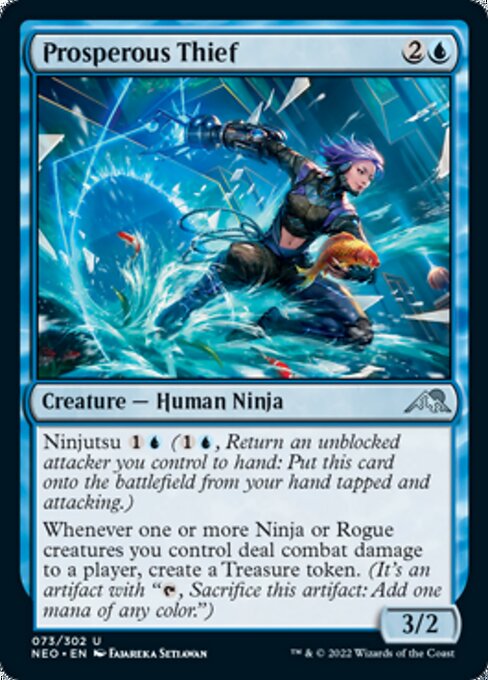 Prosperous Thief 2
Creature — Human Ninja
Ninjutsu 1 (1, Return an unblocked
attacker you control to hand: Put this card
onto the battlefield from your hand tapped and
attacking.)
Whenever one or more Ninja or Rogue
creatures you control deal combat damage
to a player, create a Treasure token. (It's an
artifact with “, Sacrifice this artifact: Add one
mana of any color.”)
3/2
073/302 U
NEO • EN Fajareka Setiawan
™ & © 2022 Wizards of the Coast